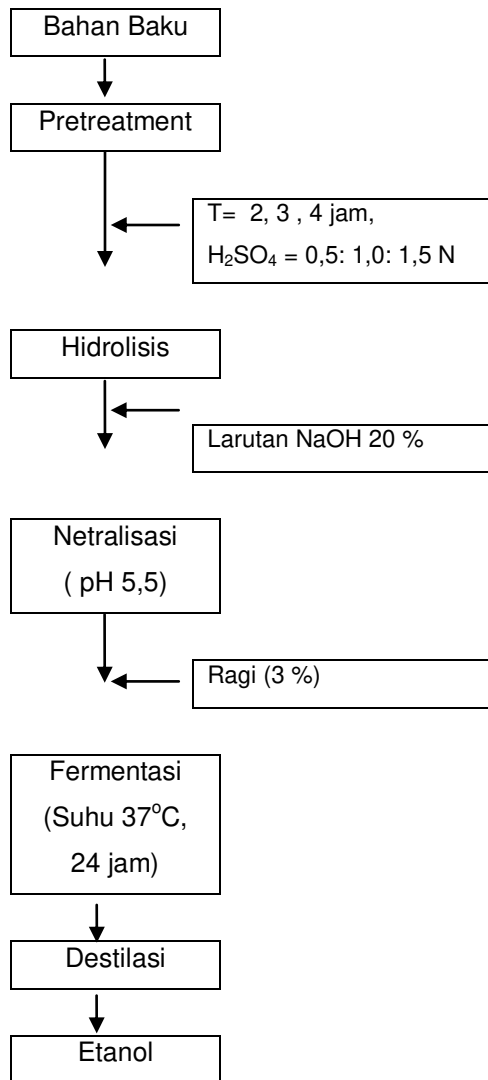 Bahan Baku
Pretreatment
T= 2, 3 , 4 jam,
H₂SO₄ = 0,5: 1,0: 1,5 N
Hidrolisis
Larutan NaOH 20 %
Netralisasi
( pH 5,5)
Ragi (3 %)
Fermentasi
(Suhu 37°C,
24 jam)
Destilasi
Etanol